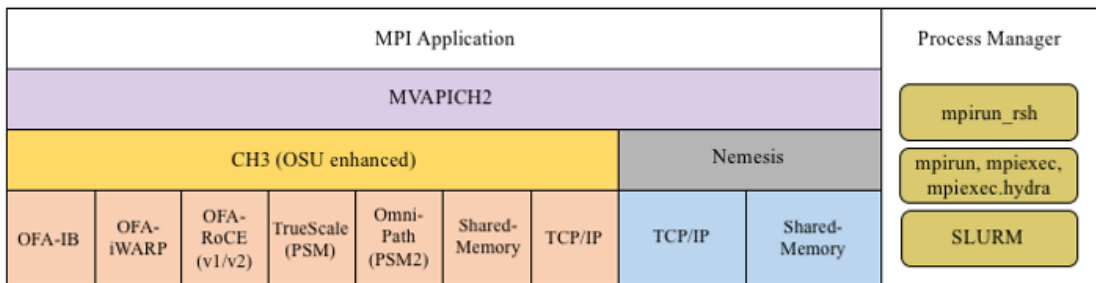 MPI Application
MVAPICH2
CH3 (OSU enhanced)
Nemesis
OFA-IB
OFA-
iWARP
OFA-
RoCE
(v1/v2)
TrueScale
(PSM)
Omni-
Path
(PSM2)
Shared-
Memory
TCP/IP
TCP/IP
Shared-
Memory
Process Manager
mpirun_rsh
mpirun, mpiexec,
mpiexec.hydra
SLURM